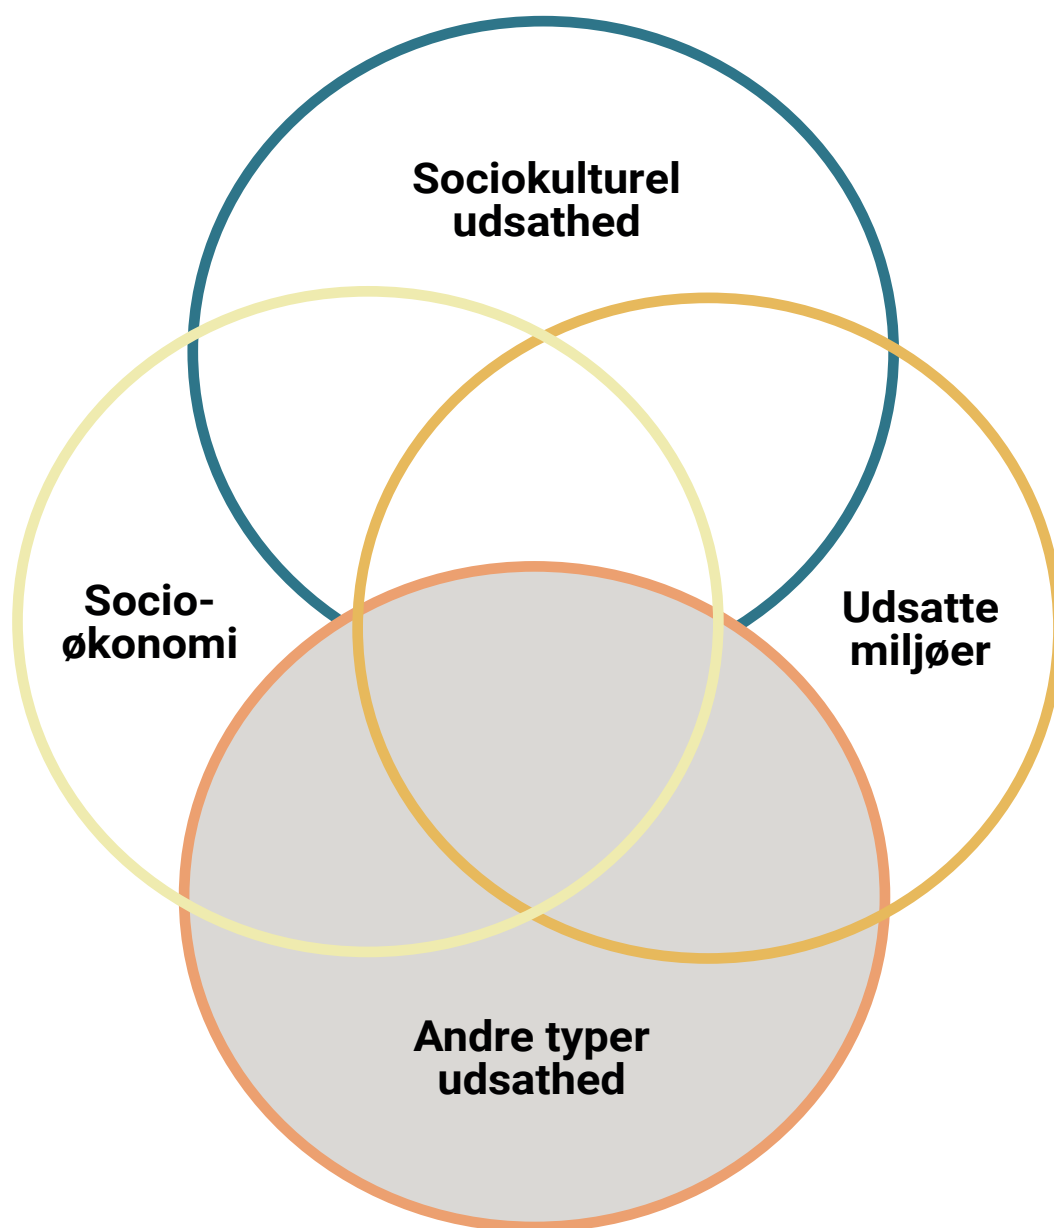 Sociokulturel
udsathed
Socio-
økonomi
Udsatte
miljøer
Andre typer
udsathed